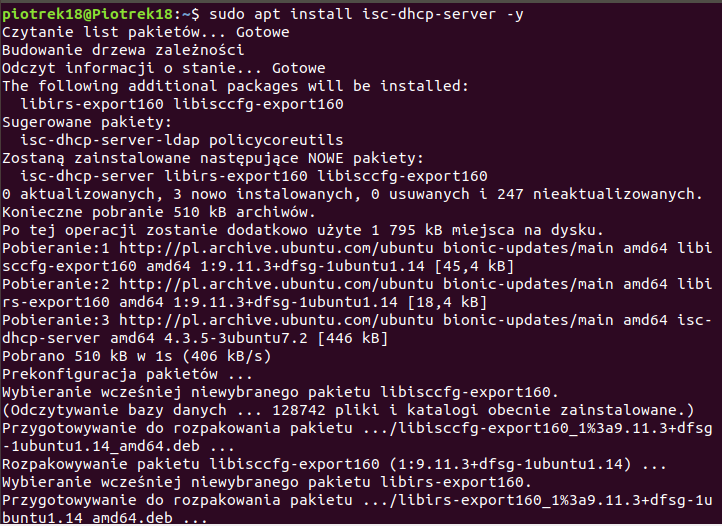 piotrek18@Piotrek18:~$ sudo apt install isc-dhcp-server -y
Czytanie list pakietów... Gotowe
Budowanie drzewa zależności
Odczyt informacji o stanie... Gotowe
The following additional packages will be installed:
  libirs-export160 libisccfg-export160
Sugerowane pakiety:
  isc-dhcp-server-ldap policycoreutils
Zostaną zainstalowane następujące NOWE pakiety:
  isc-dhcp-server libirs-export160 libisccfg-export160
0 aktualizowanych, 3 nowo instalowanych, 0 usuwanych i 247 nieaktualizowanych.
Konieczne pobranie 510 kB archiwów.
Po tej operacji zostanie dodatkowo użyte 1 795 kB miejsca na dysku.
Pobieranie:1 http://pl.archive.ubuntu.com/ubuntu bionic-updates/main amd64 libi
sccfg-export160 amd64 1:9.11.3+dfsg-1ubuntu1.14 [45,4 kB]
Pobieranie:2 http://pl.archive.ubuntu.com/ubuntu bionic-updates/main amd64 libi
rs-export160 amd64 1:9.11.3+dfsg-1ubuntu1.14 [18,4 kB]
Pobieranie:3 http://pl.archive.ubuntu.com/ubuntu bionic-updates/main amd64 isc-
dhcp-server amd64 4.3.5-3ubuntu7.2 [446 kB]
Pobrano 510 kB w 1s (406 kB/s)
Prekonfiguracja pakietów ...
Wybieranie wcześniej niewybranego pakietu libisccfg-export160.
(Odczytywanie bazy danych ... 128742 pliki i katalogi obecnie zainstalowane.)
Przygotowywanie do rozpakowania pakietu .../libisccfg-export160_1%3a9.11.3+dfsg
-1ubuntu1.14_amd64.deb ...
Rozpakowywanie pakietu libisccfg-export160 (1:9.11.3+dfsg-1ubuntu1.14) ...
Wybieranie wcześniej niewybranego pakietu libirs-export160.
Przygotowywanie do rozpakowania pakietu .../libirs-export160_1%3a9.11.3+dfsg-1u
buntu1.14_amd64.deb ...